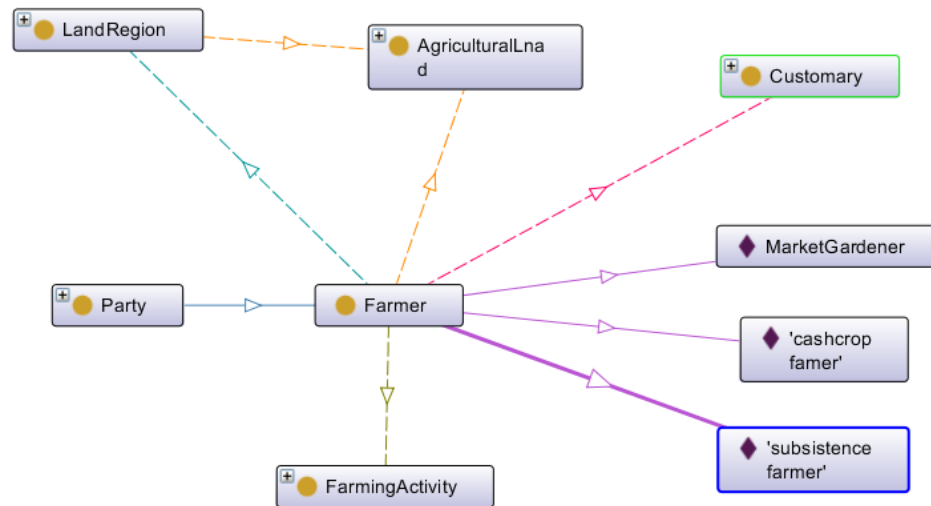 LandRegion
AgriculturalLna
d
Customary
MarketGardener
Party
Farmer
'cashcrop
famer'
'subsistence
farmer'
FarmingActivity